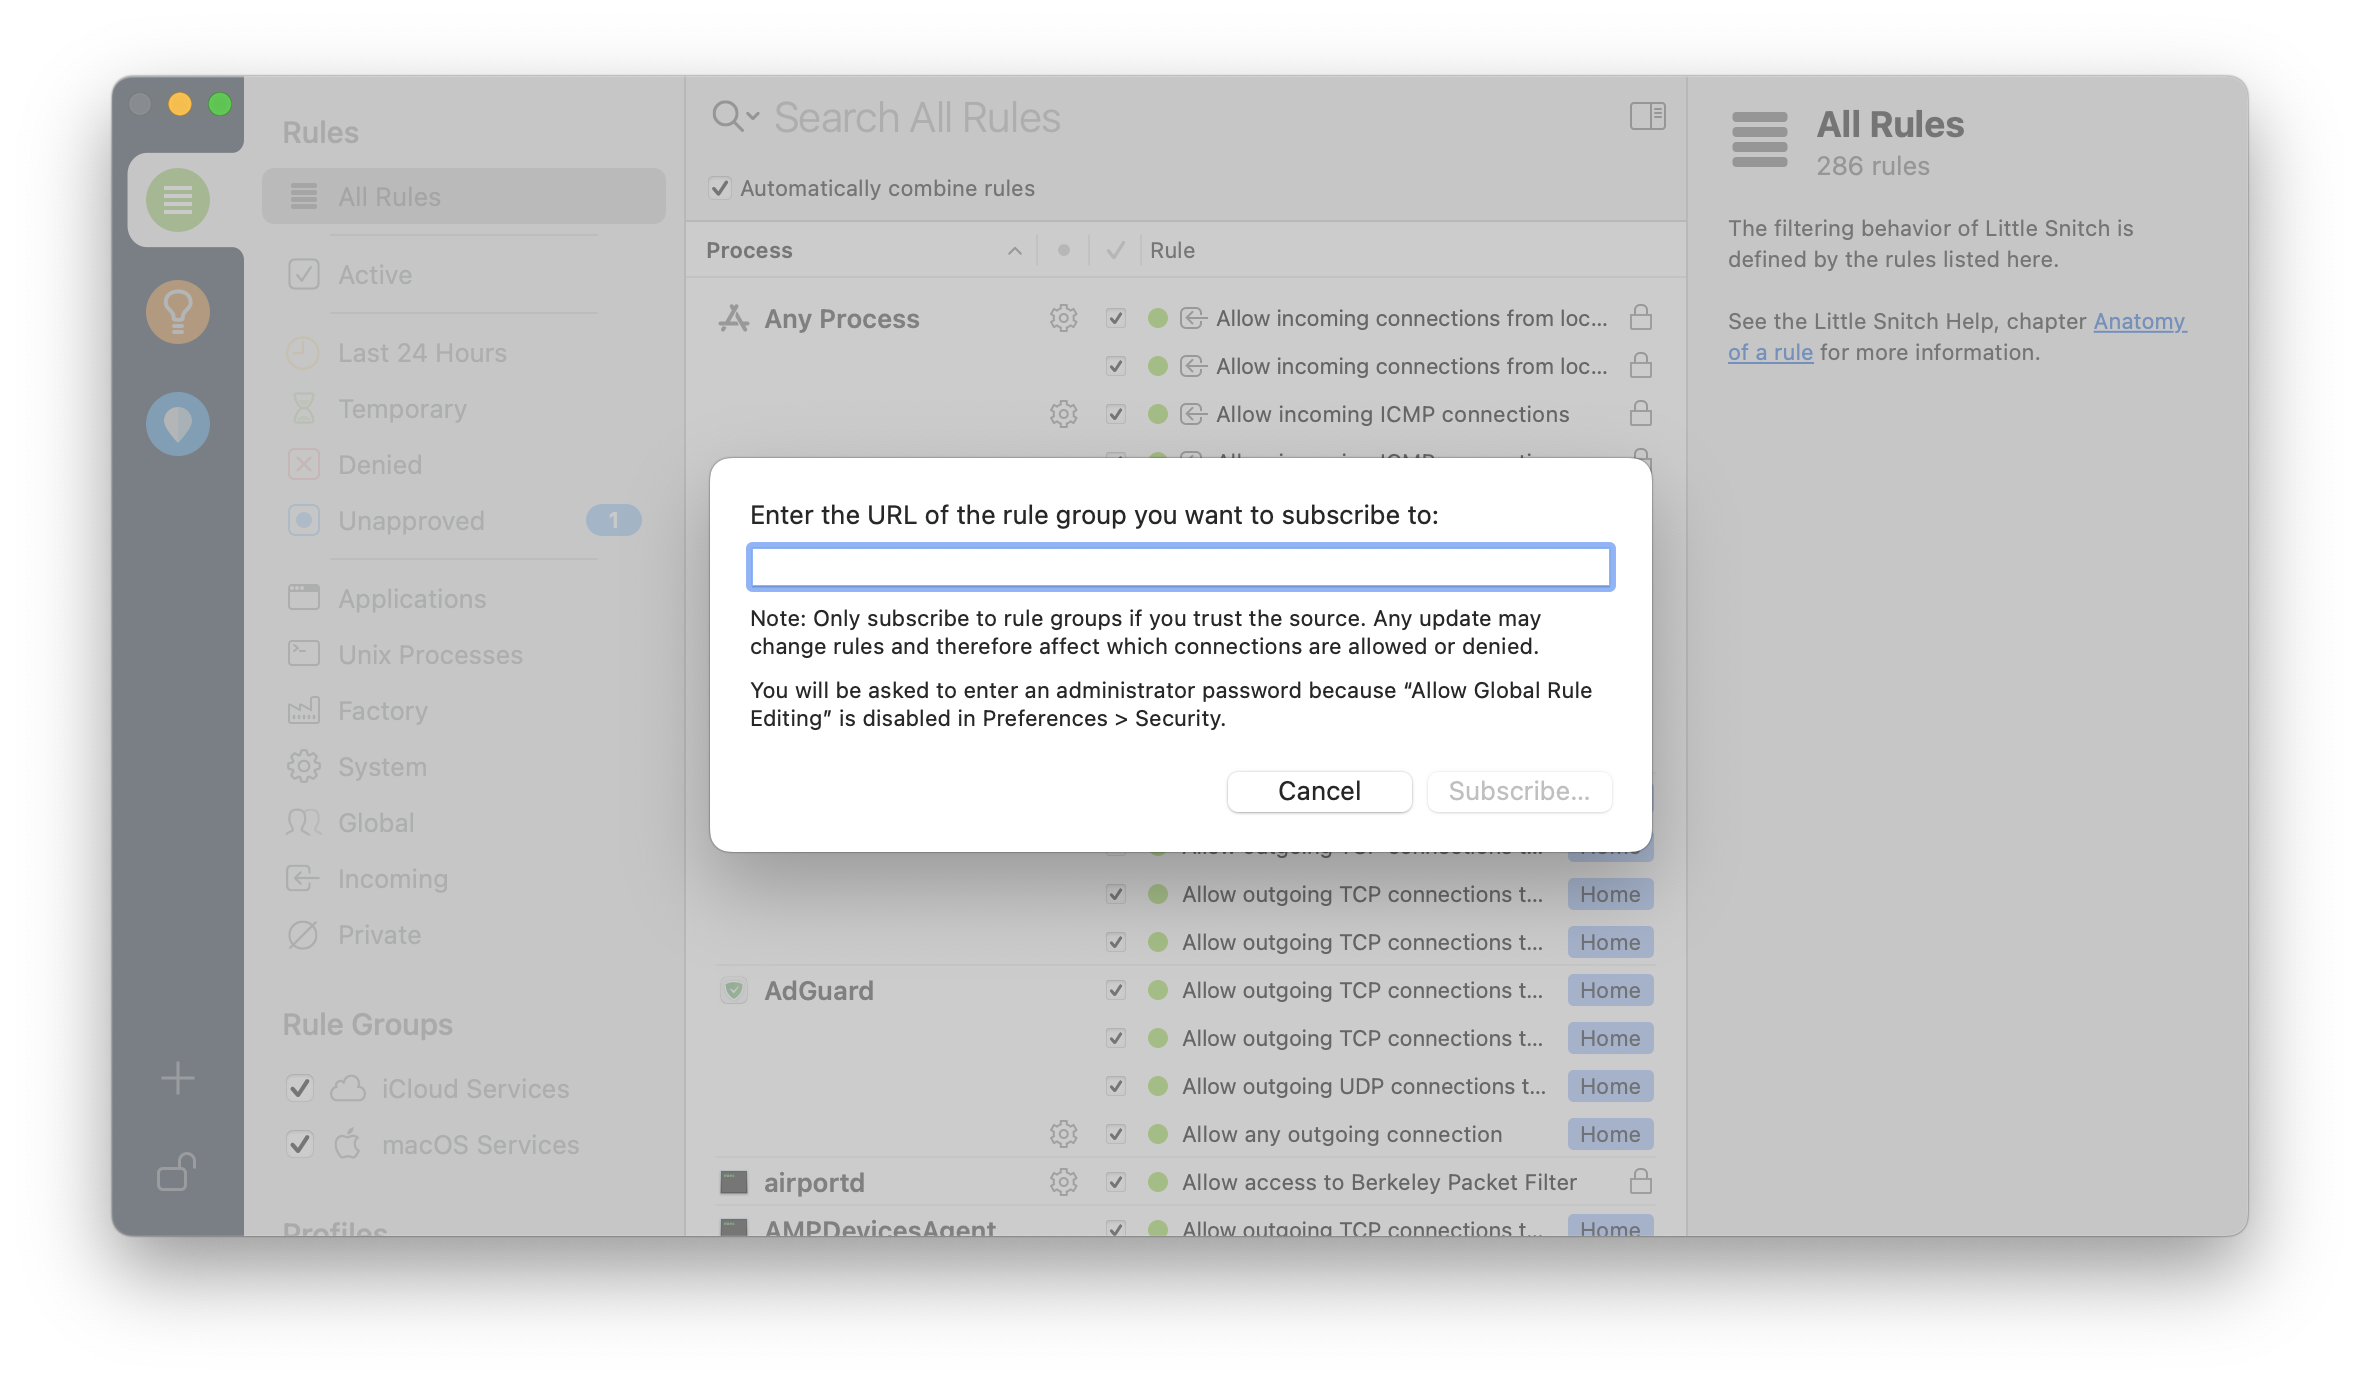 Rules
All Rules
Active
Last 24 Hours
Temporary
Denied
Unapproved 1
Applications
Unix Processes
Factory
System
Global
Incoming
Private
Rule Groups
iCloud Services
macOS Services
Profiles
Search All Rules
Automatically combine rules
Process Rule
Any Process Allow incoming connections from loc...
Allow incoming connections from loc...
Allow incoming ICMP connections
Enter the URL of the rule group you want to subscribe to:
Note: Only subscribe to rule groups if you trust the source. Any update may
change rules and therefore affect which connections are allowed or denied.
You will be asked to enter an administrator password because “Allow Global Rule
Editing” is disabled in Preferences > Security.
Cancel Subscribe...
Allow outgoing TCP connections t... Home
Allow outgoing TCP connections t... Home
AdGuard Allow outgoing TCP connections t... Home
Allow outgoing TCP connections t... Home
Allow outgoing UDP connections t... Home
Allow any outgoing connection Home
airportd Allow access to Berkeley Packet Filter
AMPDevicesAgent Allow outgoing TCP connections t... Home
All Rules
286 rules
The filtering behavior of Little Snitch is
defined by the rules listed here.
See the Little Snitch Help, chapter Anatomy
of a rule for more information.